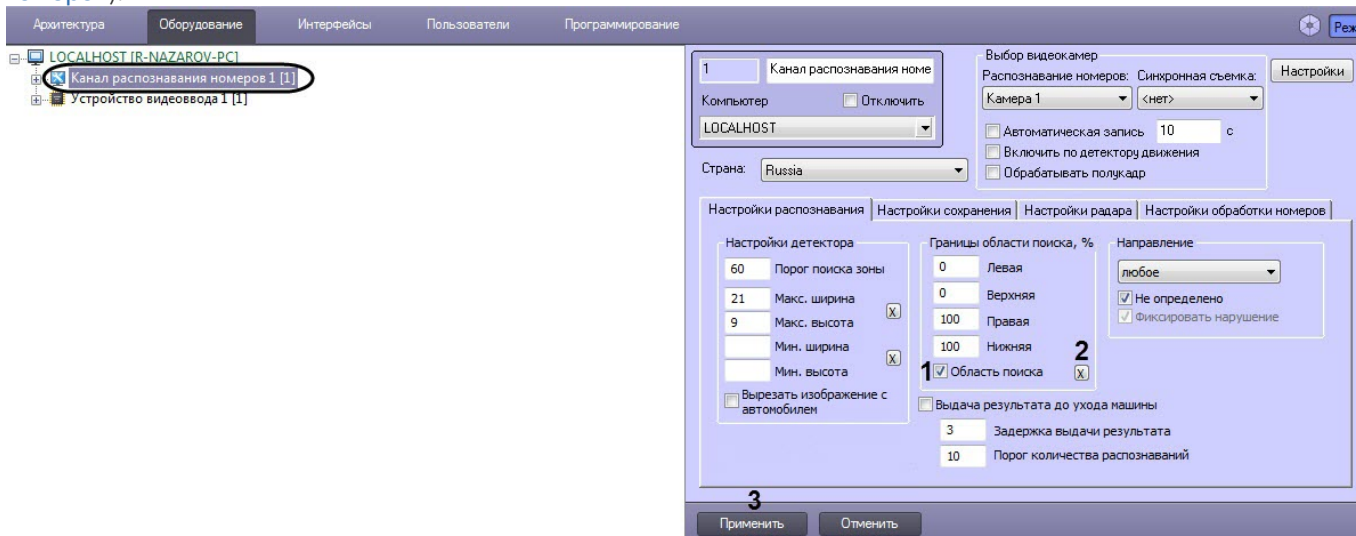 Архитектура Оборудование Интерфейсы Пользователи Программирование
LOCALHOST [R-NAZAROV-PC]
Канал распознавания номеров 1 [1]
Устройство видеоввода 1 [1]
1 Канал распознавания номе
Компьютер Отключить
LOCALHOST
Страна: Russia
Выбор видеокамер
Распознавание номеров: Синхронная съемка:
Камера 1 <нет>
Настройки
Автоматическая запись 10 с
Включить по детектору движения
Обрабатывать полукадр
Настройки распознавания Настройки сохранения Настройки радара Настройки обработки номеров
Настройки детектора
60 Порог поиска зоны
21 Макс. ширина
X
9 Макс. высота
Мин. ширина
X
Мин. высота
Вырезать изображение с
автомобилем
Границы области поиска, %
0 Левая
0 Верхняя
100 Правая
100 Нижняя
2
1 Область поиска X
Направление
любое
Не определено
Фиксировать нарушение
Выдача результата до ухода машины
3 Задержка выдачи результата
10 Порог количества распознаваний
3
Применить Отменить